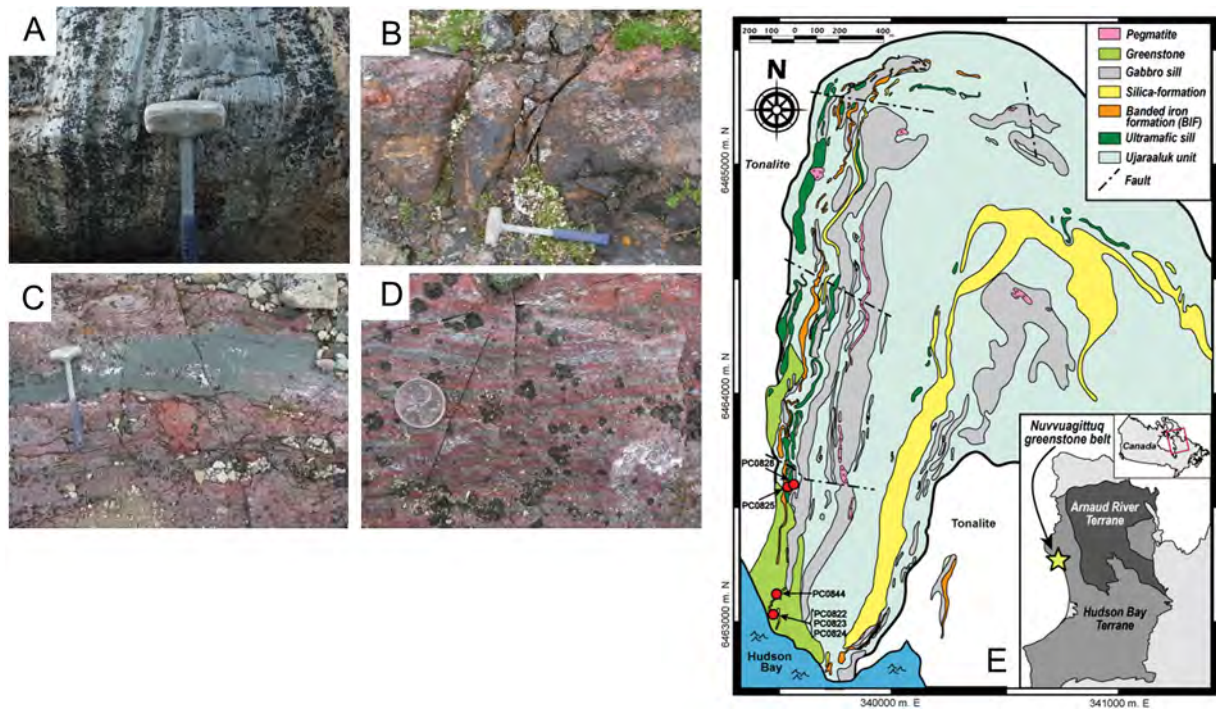 A
B
C
D
200 100 0 200 400
N
Tonalite
Pegmatite
Greenstone
Gabbro sill
Silica-formation
Banded iron
formation (BIF)
Ultramafic sill
Ujaraaluk unit
Fault
6465000 m. N
6464000 m. N
6463000 m. N
PC0828
PC0825
PC0844
PC0822
PC0823
PC0824
Hudson
Bay
Tonalite
Nuvvuagittuq
greenstone belt
Canada
Arnaud River
Terrane
Hudson Bay
Terrane
E
340000 m. E
341000 m. E